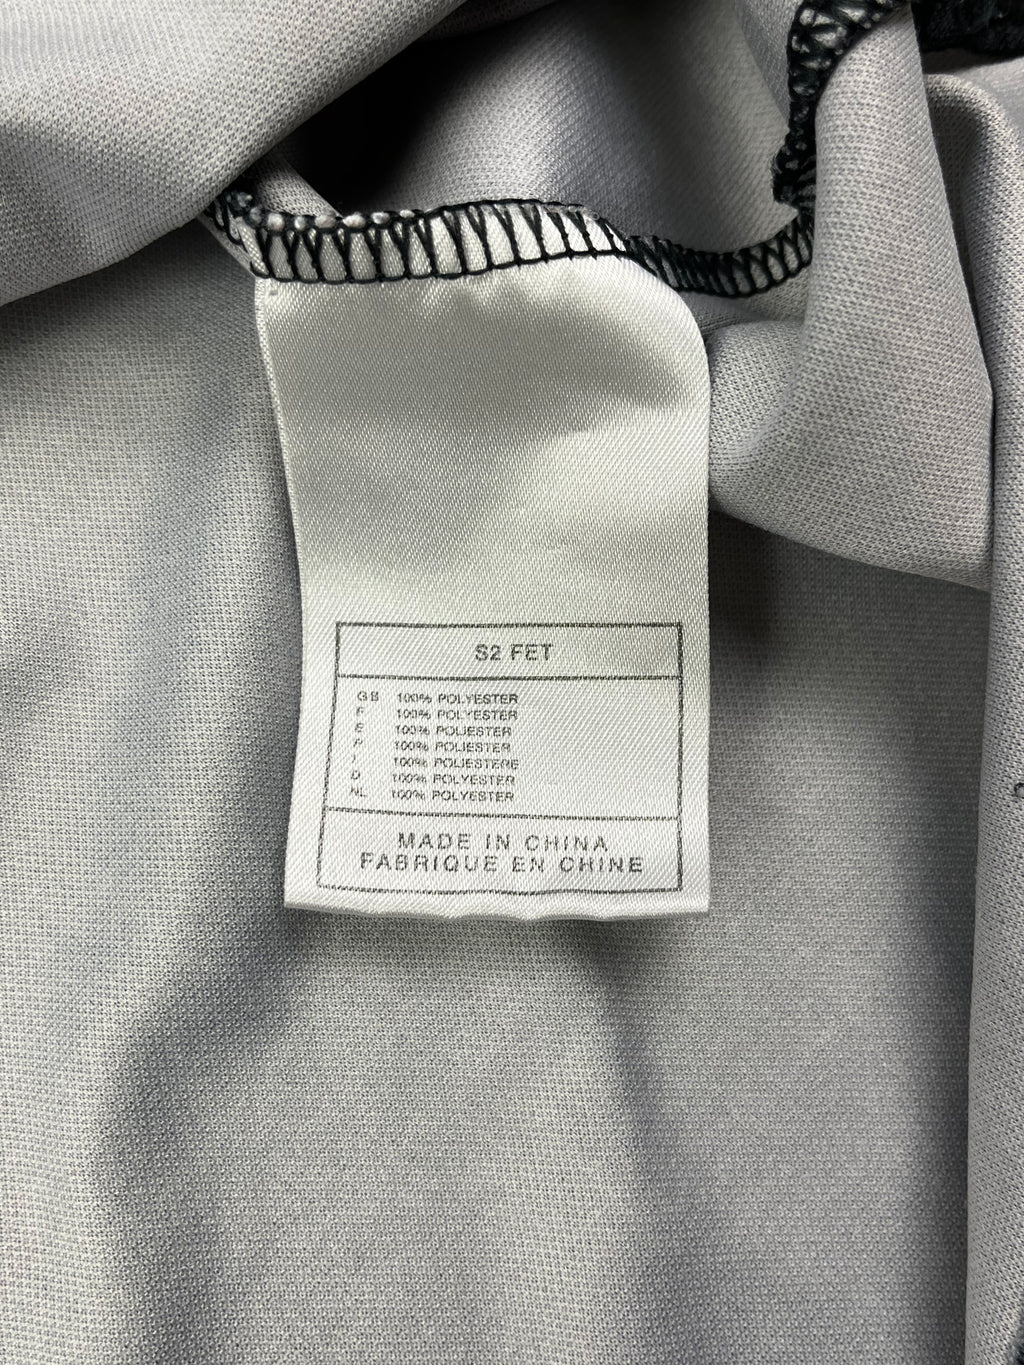 S2 FET
GB 100% POLYESTER
F 100% POLYESTER
E 100% POLIESTER
P 100% POLIESTER
I 100% POLIESTERE
D 100% POLYESTER
NL 100% POLYESTER
MADE IN CHINA
FABRIQUE EN CHINE